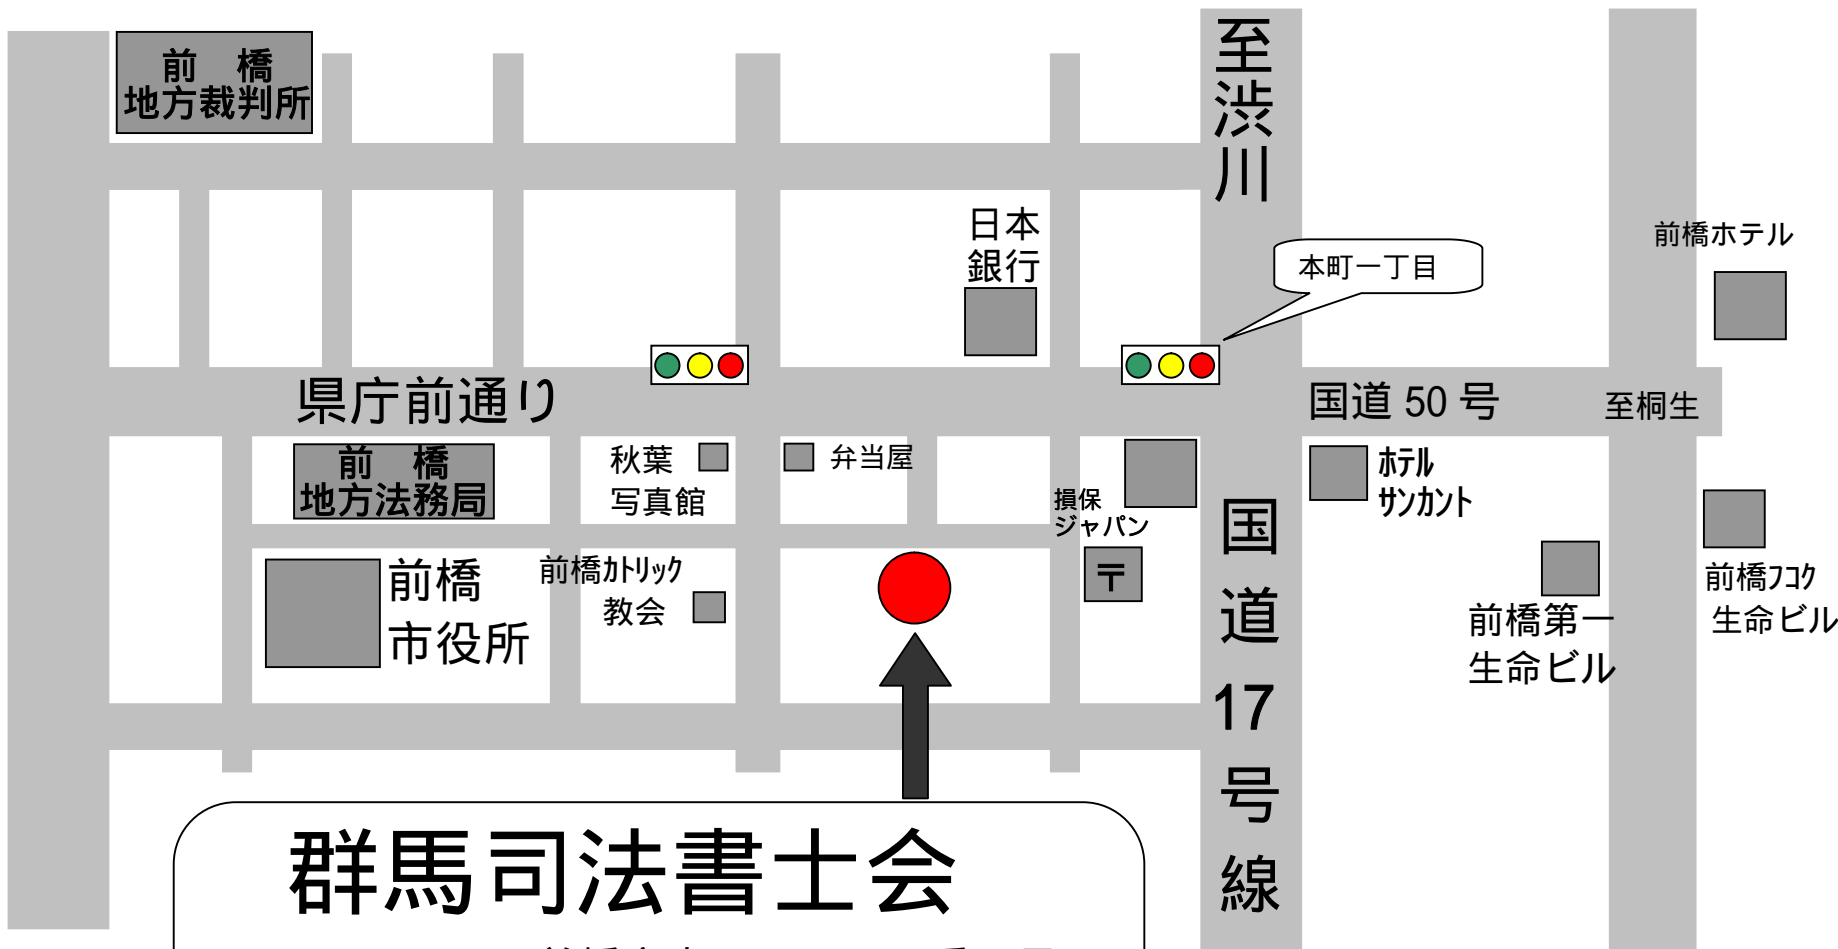 前　橋
地方裁判所
至渋川
日本
銀行
本町一丁目
前橋ホテル
県庁前通り
国道 50 号
至桐生
前　橋
地方法務局
秋葉
写真館
弁当屋
損保
ジャパン
ﾎﾃﾙ
ｻﾝｶﾝﾄ
国道17号線
〒
前橋
市役所
前橋ｶﾄﾘｯｸ
教会
前橋第一
生命ビル
前橋ﾌｺｸ
生命ビル
群馬司法書士会